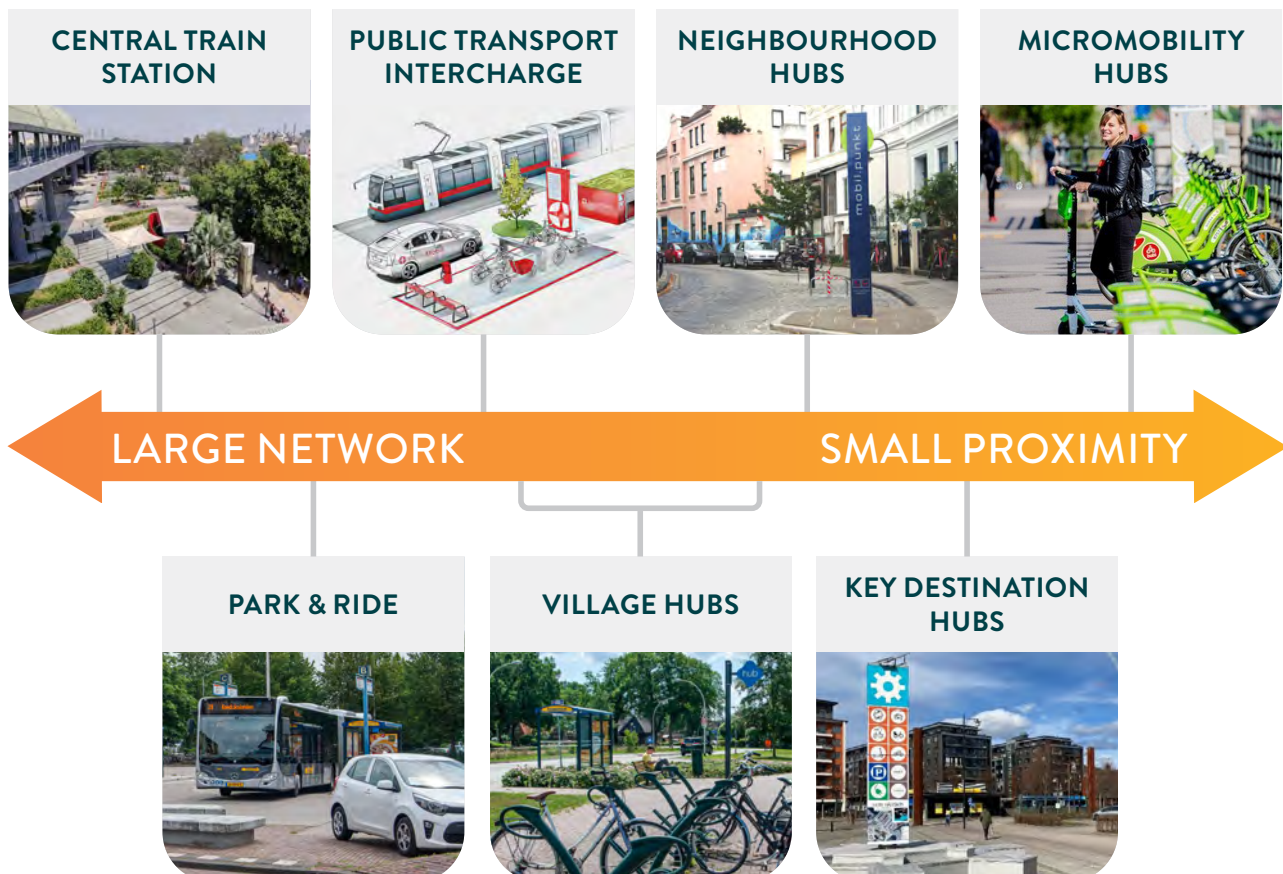 CENTRAL TRAIN
STATION
PUBLIC TRANSPORT
INTERCHARGE
NEIGHBOURHOOD
HUBS
MICROMOBILITY
HUBS
mobil.punkt
LARGE NETWORK
SMALL PROXIMITY
PARK & RIDE
VILLAGE HUBS
KEY DESTINATION
HUBS
hub
P